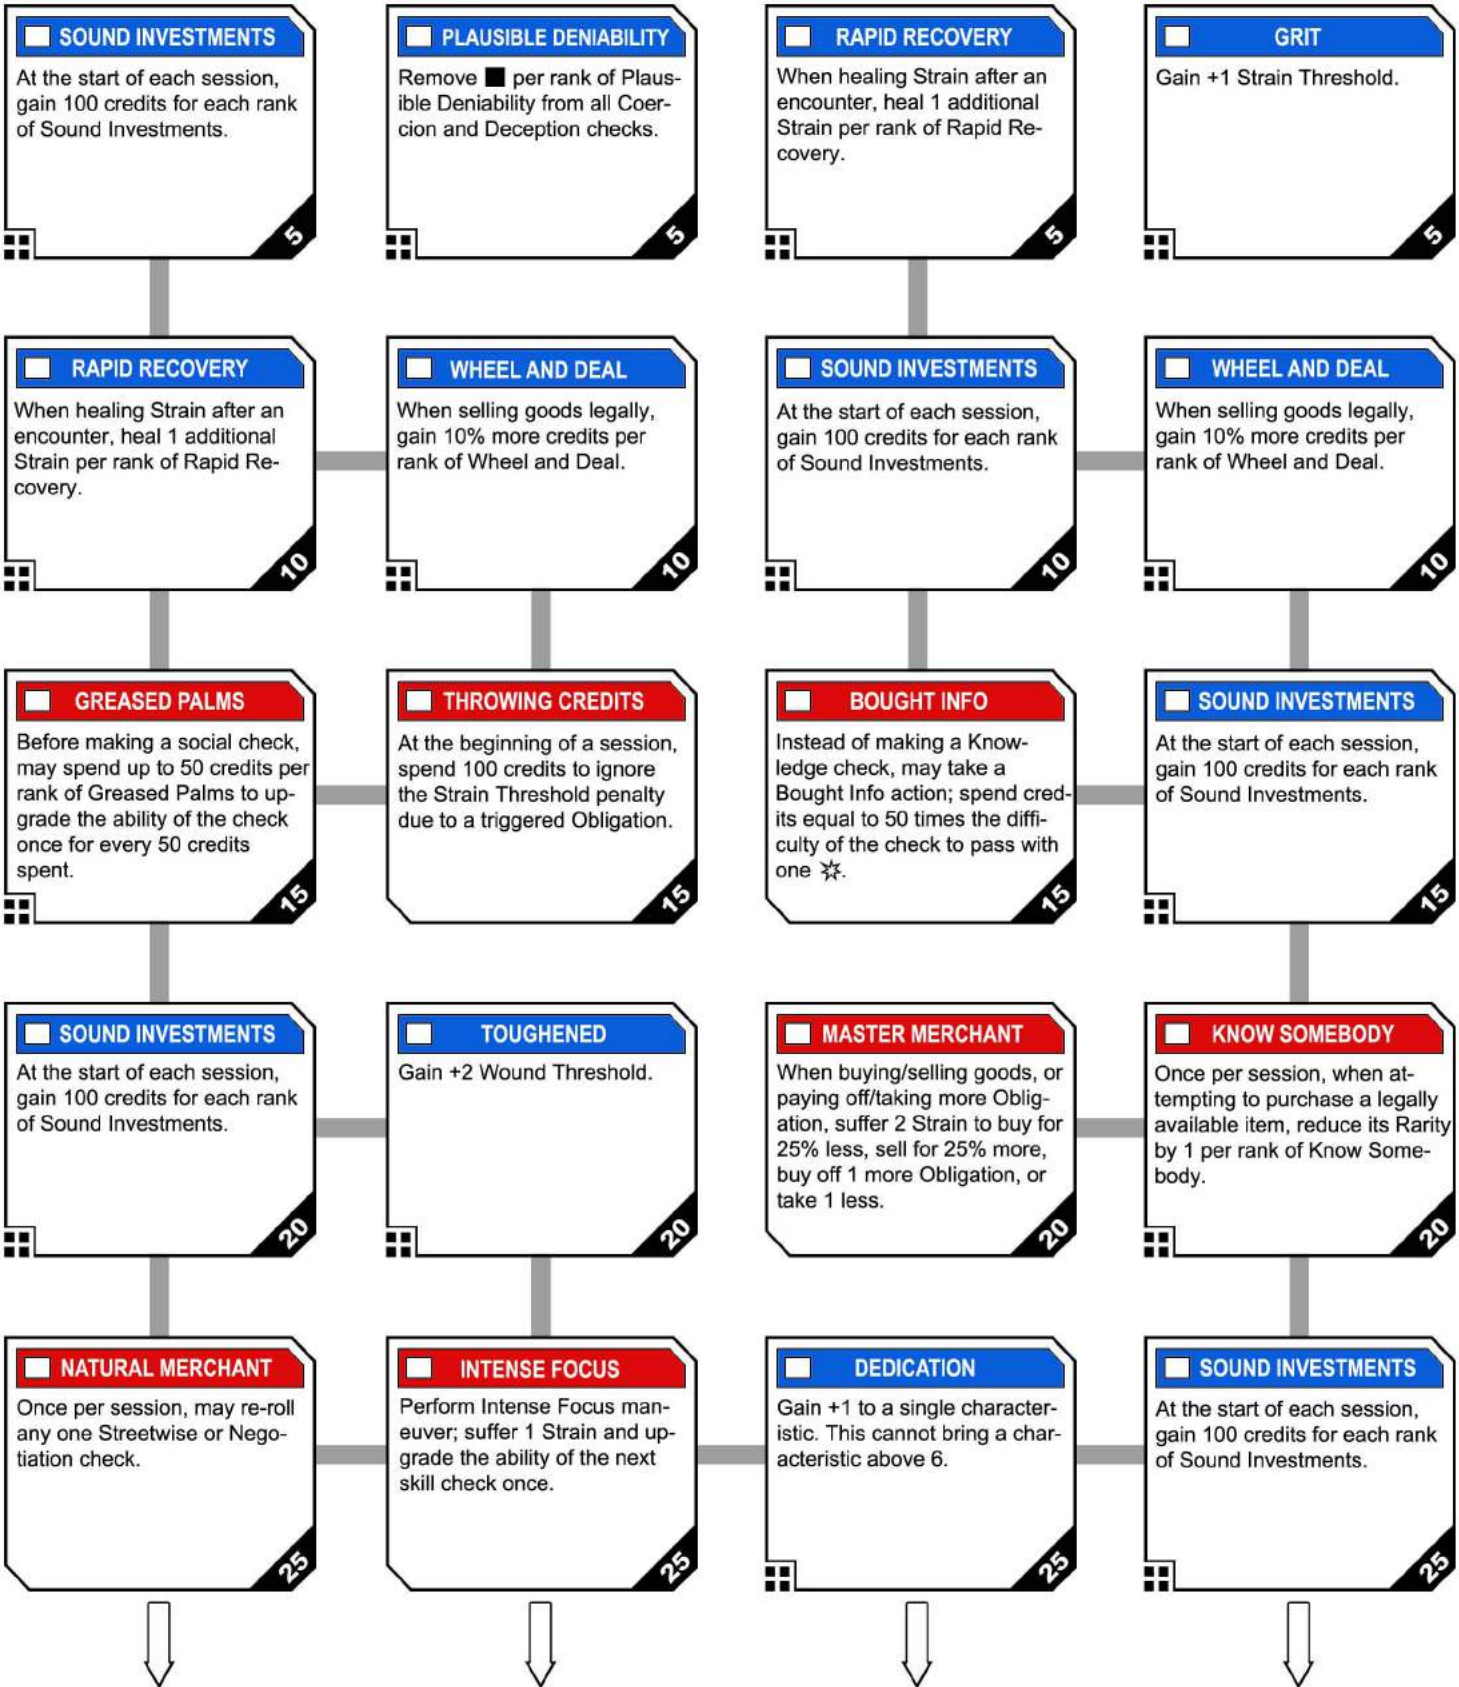 SOUND INVESTMENTS
At the start of each session,
gain 100 credits for each rank
of Sound Investments.
5
PLAUSIBLE DENIABILITY
Remove ■ per rank of Plaus-
ible Deniability from all Coer-
cion and Deception checks.
5
RAPID RECOVERY
When healing Strain after an
encounter, heal 1 additional
Strain per rank of Rapid Re-
covery.
5
GRIT
Gain +1 Strain Threshold.
5
RAPID RECOVERY
When healing Strain after an
encounter, heal 1 additional
Strain per rank of Rapid Re-
covery.
10
WHEEL AND DEAL
When selling goods legally,
gain 10% more credits per
rank of Wheel and Deal.
10
SOUND INVESTMENTS
At the start of each session,
gain 100 credits for each rank
of Sound Investments.
10
WHEEL AND DEAL
When selling goods legally,
gain 10% more credits per
rank of Wheel and Deal.
10
GREASED PALMS
Before making a social check,
may spend up to 50 credits per
rank of Greased Palms to up-
grade the ability of the check
once for every 50 credits
spent.
15
THROWING CREDITS
At the beginning of a session,
spend 100 credits to ignore
the Strain Threshold penalty
due to a triggered Obligation.
15
BOUGHT INFO
Instead of making a Know-
ledge check, may take a
Bought Info action; spend cred-
its equal to 50 times the diffi-
culty of the check to pass with
one .
15
SOUND INVESTMENTS
At the start of each session,
gain 100 credits for each rank
of Sound Investments.
15
SOUND INVESTMENTS
At the start of each session,
gain 100 credits for each rank
of Sound Investments.
20
TOUGHENED
Gain +2 Wound Threshold.
20
MASTER MERCHANT
When buying/selling goods, or
paying off/taking more Oblig-
ation, suffer 2 Strain to buy for
25% less, sell for 25% more,
buy off 1 more Obligation, or
take 1 less.
20
KNOW SOMEBODY
Once per session, when at-
tempting to purchase a legally
available item, reduce its Rarity
by 1 per rank of Know Some-
body.
20
NATURAL MERCHANT
Once per session, may re-roll
any one Streetwise or Nego-
tiation check.
25
INTENSE FOCUS
Perform Intense Focus man-
euver; suffer 1 Strain and up-
grade the ability of the next
skill check once.
25
DEDICATION
Gain +1 to a single character-
istic. This cannot bring a char-
acteristic above 6.
25
SOUND INVESTMENTS
At the start of each session,
gain 100 credits for each rank
of Sound Investments.
25